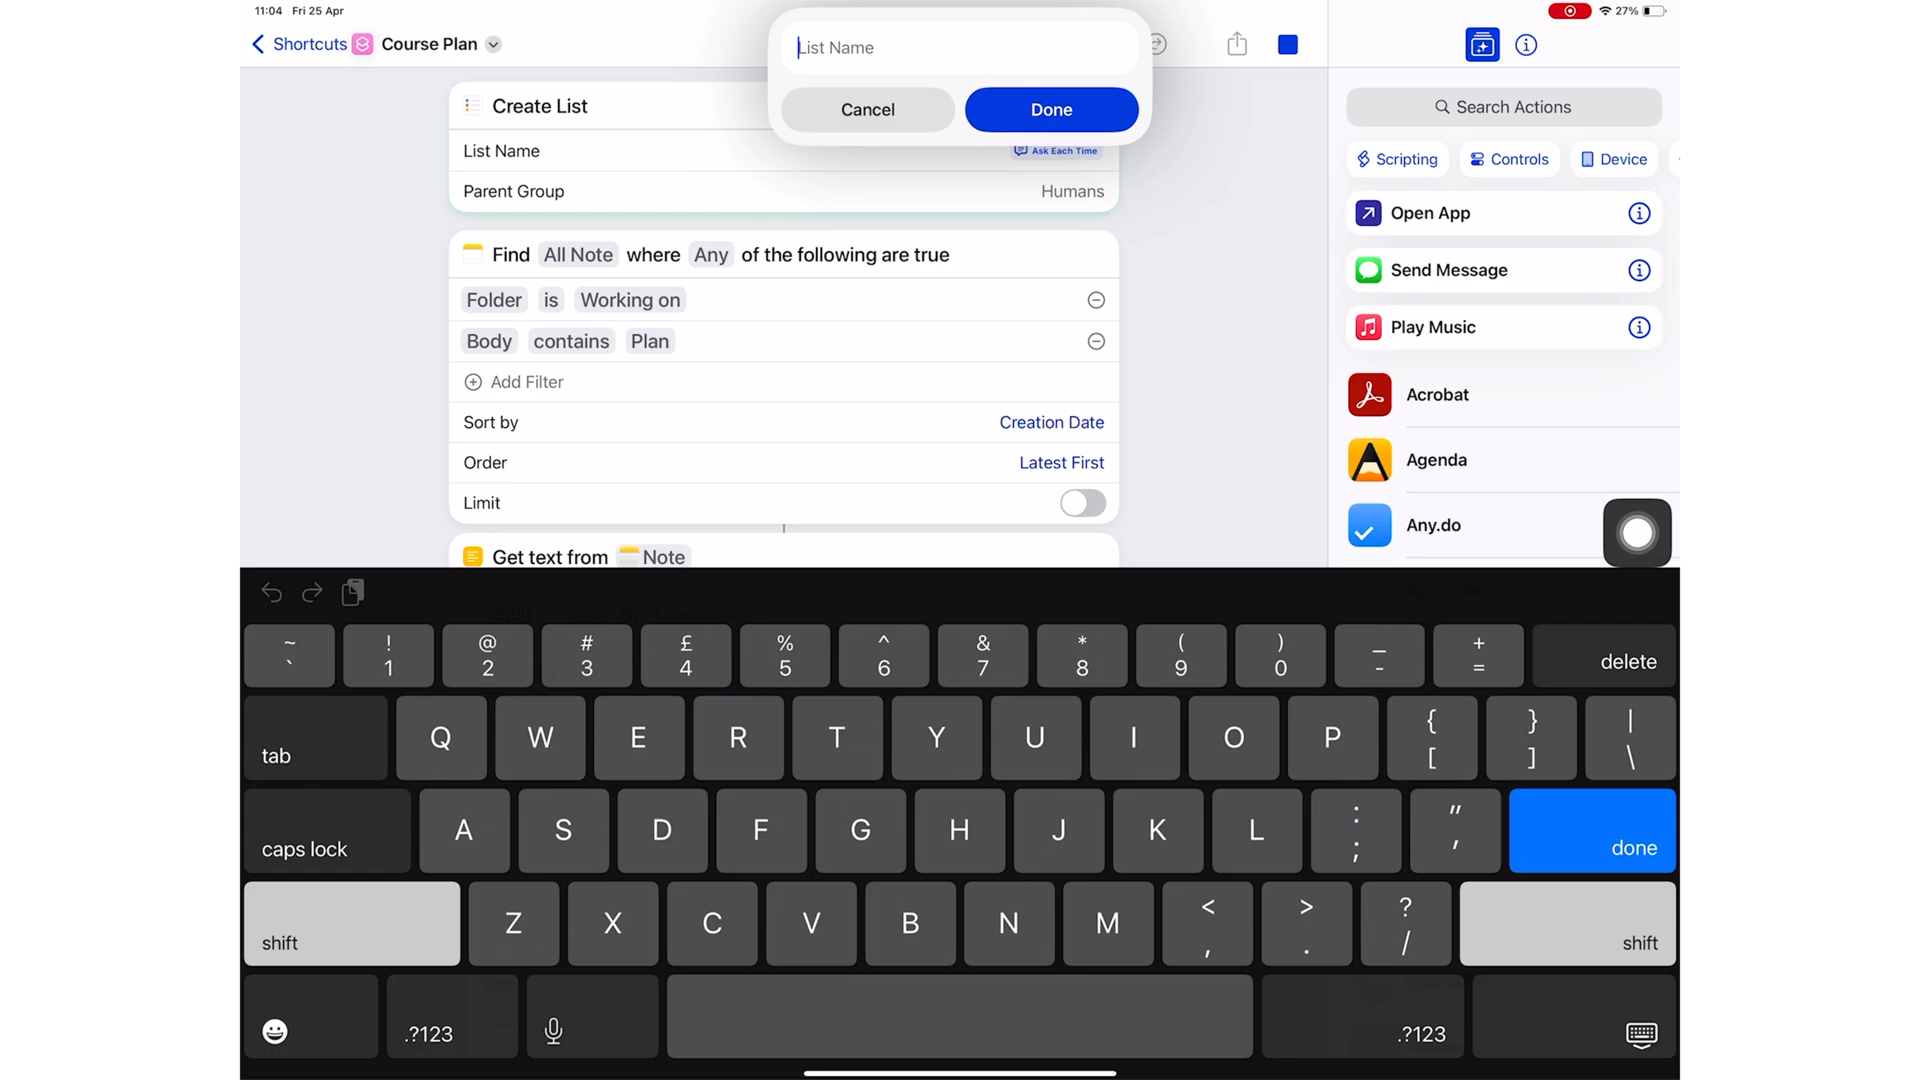 11:04 Fri 25 Apr
27%
Shortcuts Course Plan
List Name
Cancel Done
Create List
List Name Ask Each Time
Parent Group Humans
Find All Note where Any of the following are true
Folder is Working on
Body contains Plan
Add Filter
Sort by Creation Date
Order Latest First
Limit
Get text from Note
Search Actions
Scripting Controls Device
Open App
Send Message
Play Music
Acrobat
Agenda
Any.do
App Store
~ ! @ # £ % ^ & * ( ) _ +
` 1 2 3 4 5 6 7 8 9 0 - = delete
tab Q W E R T Y U I O P { [ } ] | \
caps lock A S D F G H J K L : ; " ' done
shift Z X C V B N M < , > . ? / shift
.?123 .?123